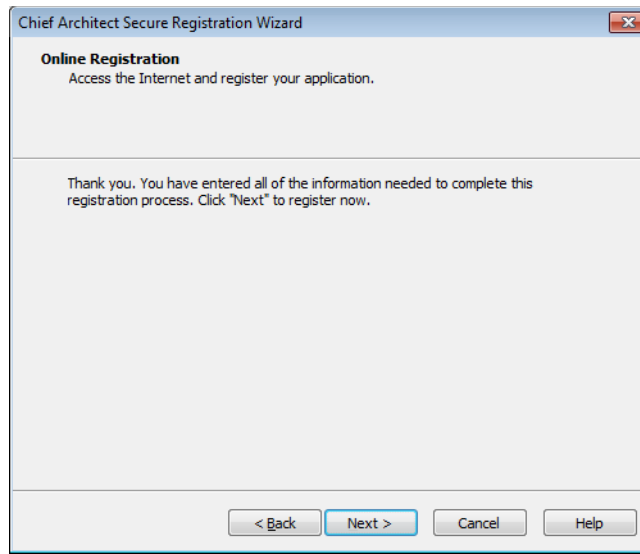 Chief Architect Secure Registration Wizard
Online Registration
Access the Internet and register your application.
Thank you. You have entered all of the information needed to complete this
registration process. Click "Next" to register now.
< Back
Next >
Cancel
Help